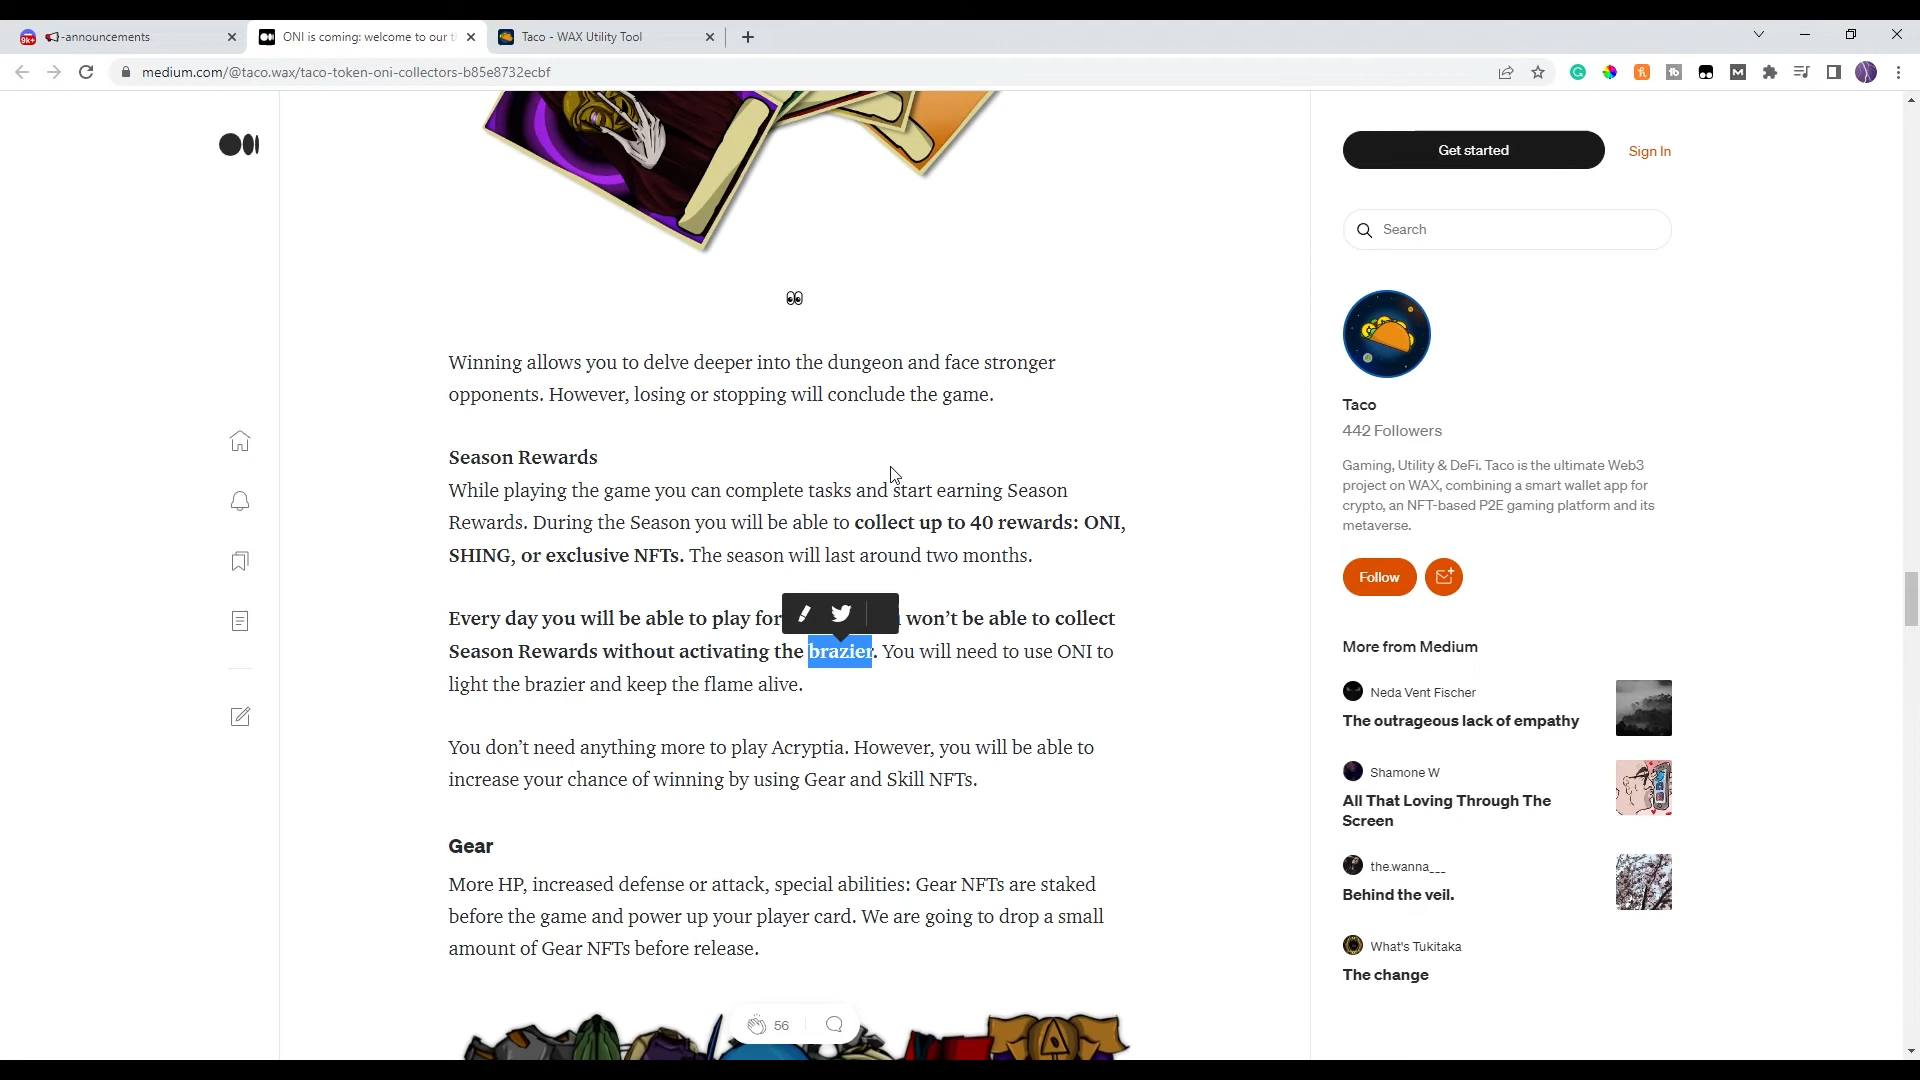 9k+ -announcements
ONI is coming: welcome to our t
Taco - WAX Utility Tool
medium.com/@taco.wax/taco-token-oni-collectors-b85e8732ecbf
Get started
Sign In
Search
👀
Winning allows you to delve deeper into the dungeon and face stronger
opponents. However, losing or stopping will conclude the game.
Season Rewards
While playing the game you can complete tasks and start earning Season
Rewards. During the Season you will be able to collect up to 40 rewards: ONI,
SHING, or exclusive NFTs. The season will last around two months.
Every day you will be able to play for won’t be able to collect
Season Rewards without activating the brazier. You will need to use ONI to
light the brazier and keep the flame alive.
You don’t need anything more to play Acryptia. However, you will be able to
increase your chance of winning by using Gear and Skill NFTs.
Gear
More HP, increased defense or attack, special abilities: Gear NFTs are staked
before the game and power up your player card. We are going to drop a small
amount of Gear NFTs before release.
56
Taco
442 Followers
Gaming, Utility & DeFi. Taco is the ultimate Web3
project on WAX, combining a smart wallet app for
crypto, an NFT-based P2E gaming platform and its
metaverse.
Follow
More from Medium
Neda Vent Fischer
The outrageous lack of empathy
Shamone W
All That Loving Through The
Screen
the.wanna___
Behind the veil.
What's Tukitaka
The change